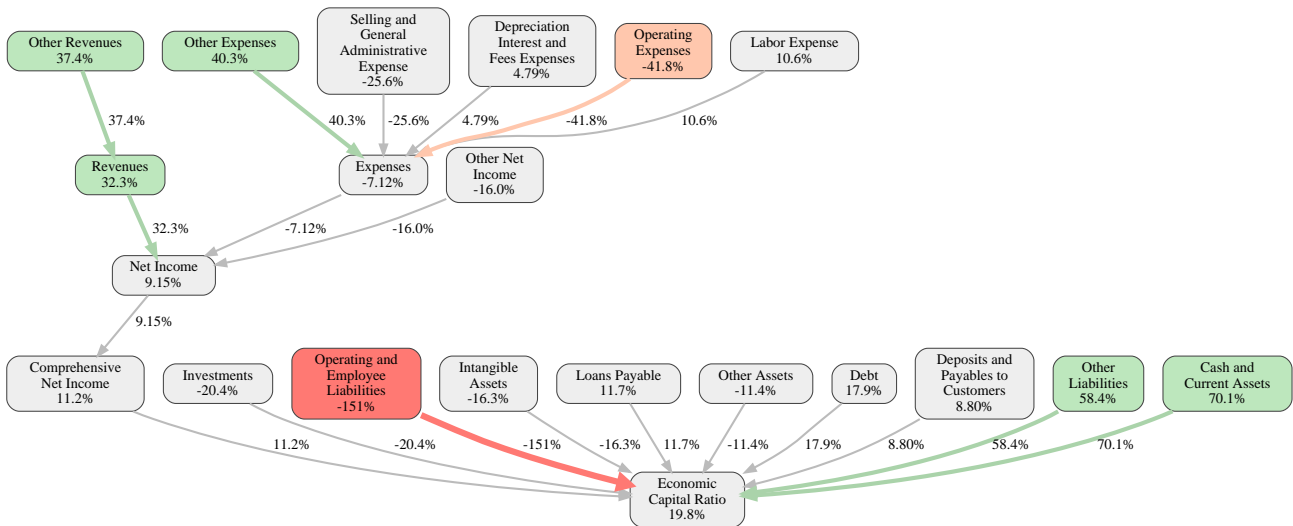 Other Revenues
37.4%
Other Expenses
40.3%
Selling and
General
Administrative
Expense
-25.6%
Depreciation
Interest and
Fees Expenses
4.79%
Operating
Expenses
-41.8%
Labor Expense
10.6%
37.4%
40.3%
-25.6%
4.79%
-41.8%
10.6%
Revenues
32.3%
Expenses
-7.12%
Other Net
Income
-16.0%
32.3%
-7.12%
-16.0%
Net Income
9.15%
9.15%
Comprehensive
Net Income
11.2%
Investments
-20.4%
Operating and
Employee
Liabilities
-151%
Intangible
Assets
-16.3%
Loans Payable
11.7%
Other Assets
-11.4%
Debt
17.9%
Deposits and
Payables to
Customers
8.80%
Other
Liabilities
58.4%
Cash and
Current Assets
70.1%
11.2%
-20.4%
-151%
-16.3%
11.7%
-11.4%
17.9%
8.80%
58.4%
70.1%
Economic
Capital Ratio
19.8%